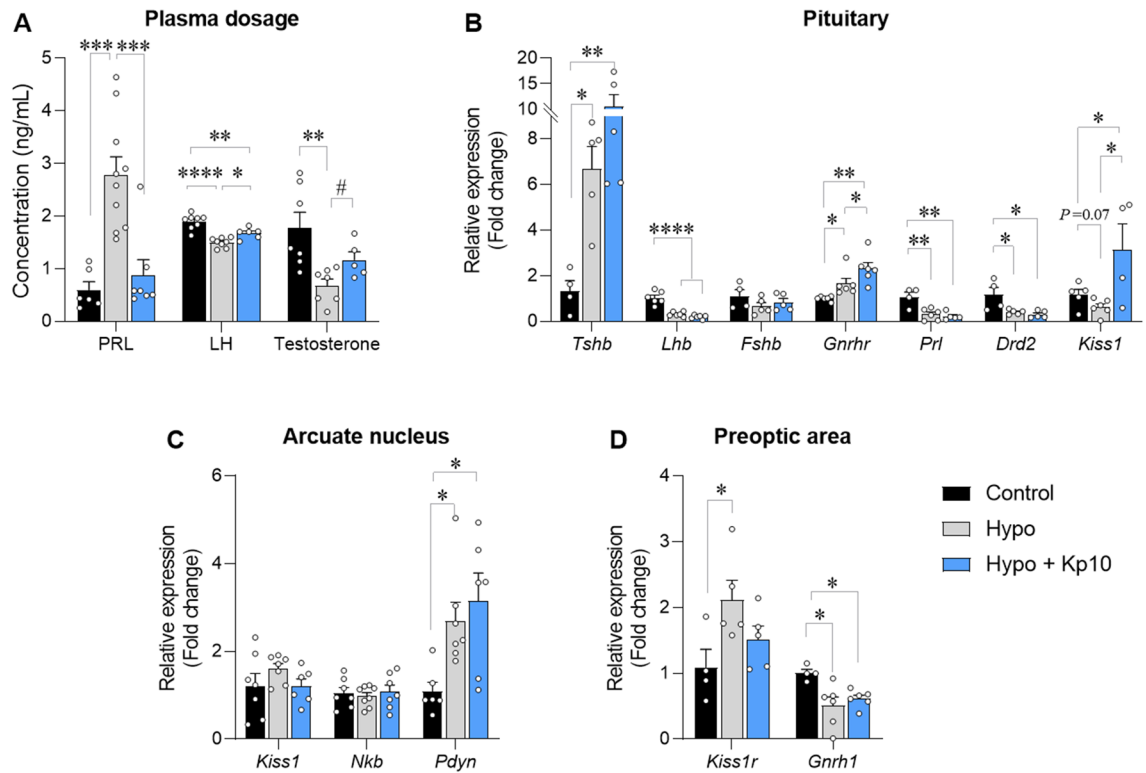 A Plasma dosage
*** ***
Concentration (ng/mL)
5
4
3
2
1
0
**
**** *
**
#
PRL LH Testosterone
B Pituitary
Relative expression
(Fold change)
20
15
10
8
6
4
2
0
**
*
****
**
* *
**
**
*
*
*
*
P=0.07
Tshb Lhb Fshb Gnrhr Prl Drd2 Kiss1
C Arcuate nucleus
Relative expression
(Fold change)
6
4
2
0
*
*
Kiss1 Nkb Pdyn
D Preoptic area
Relative expression
(Fold change)
4
3
2
1
0
*
*
*
Kiss1r Gnrh1
Control
Hypo
Hypo + Kp10